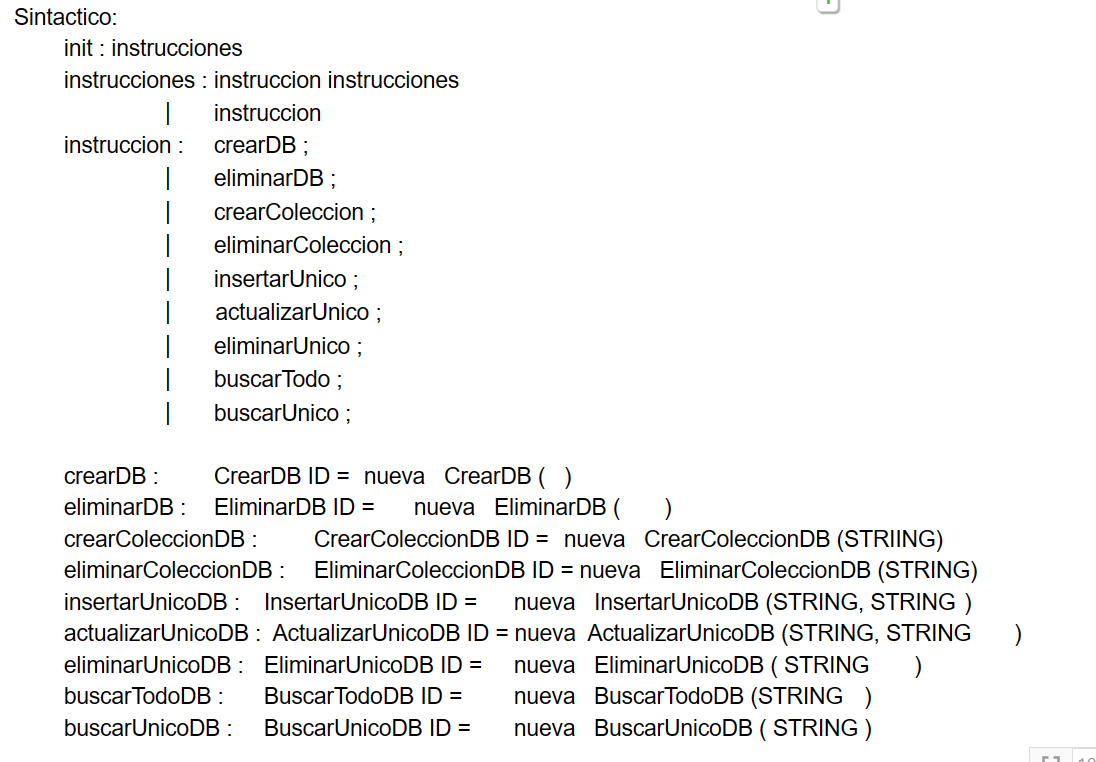 Sintactico:
init : instrucciones
instrucciones : instruccion instrucciones
| instruccion
instruccion : crearDB ;
| eliminarDB ;
| crearColeccion ;
| eliminarColeccion ;
| insertarUnico ;
| actualizarUnico ;
| eliminarUnico ;
| buscarTodo ;
| buscarUnico ;
crearDB : CrearDB ID = nueva CrearDB ( )
eliminarDB : EliminarDB ID = nueva EliminarDB ( )
crearColeccionDB : CrearColeccionDB ID = nueva CrearColeccionDB (STRIING)
eliminarColeccionDB : EliminarColeccionDB ID = nueva EliminarColeccionDB (STRING)
insertarUnicoDB : InsertarUnicoDB ID = nueva InsertarUnicoDB (STRING, STRING )
actualizarUnicoDB : ActualizarUnicoDB ID = nueva ActualizarUnicoDB (STRING, STRING )
eliminarUnicoDB : EliminarUnicoDB ID = nueva EliminarUnicoDB ( STRING )
buscarTodoDB : BuscarTodoDB ID = nueva BuscarTodoDB (STRING )
buscarUnicoDB : BuscarUnicoDB ID = nueva BuscarUnicoDB ( STRING )